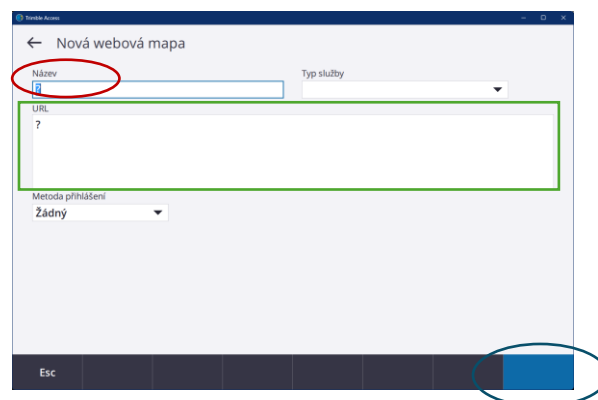 Trimble Access
Nová webová mapa
Název
Typ služby
?
URL
?
Metoda přihlášení
Žádný
Esc